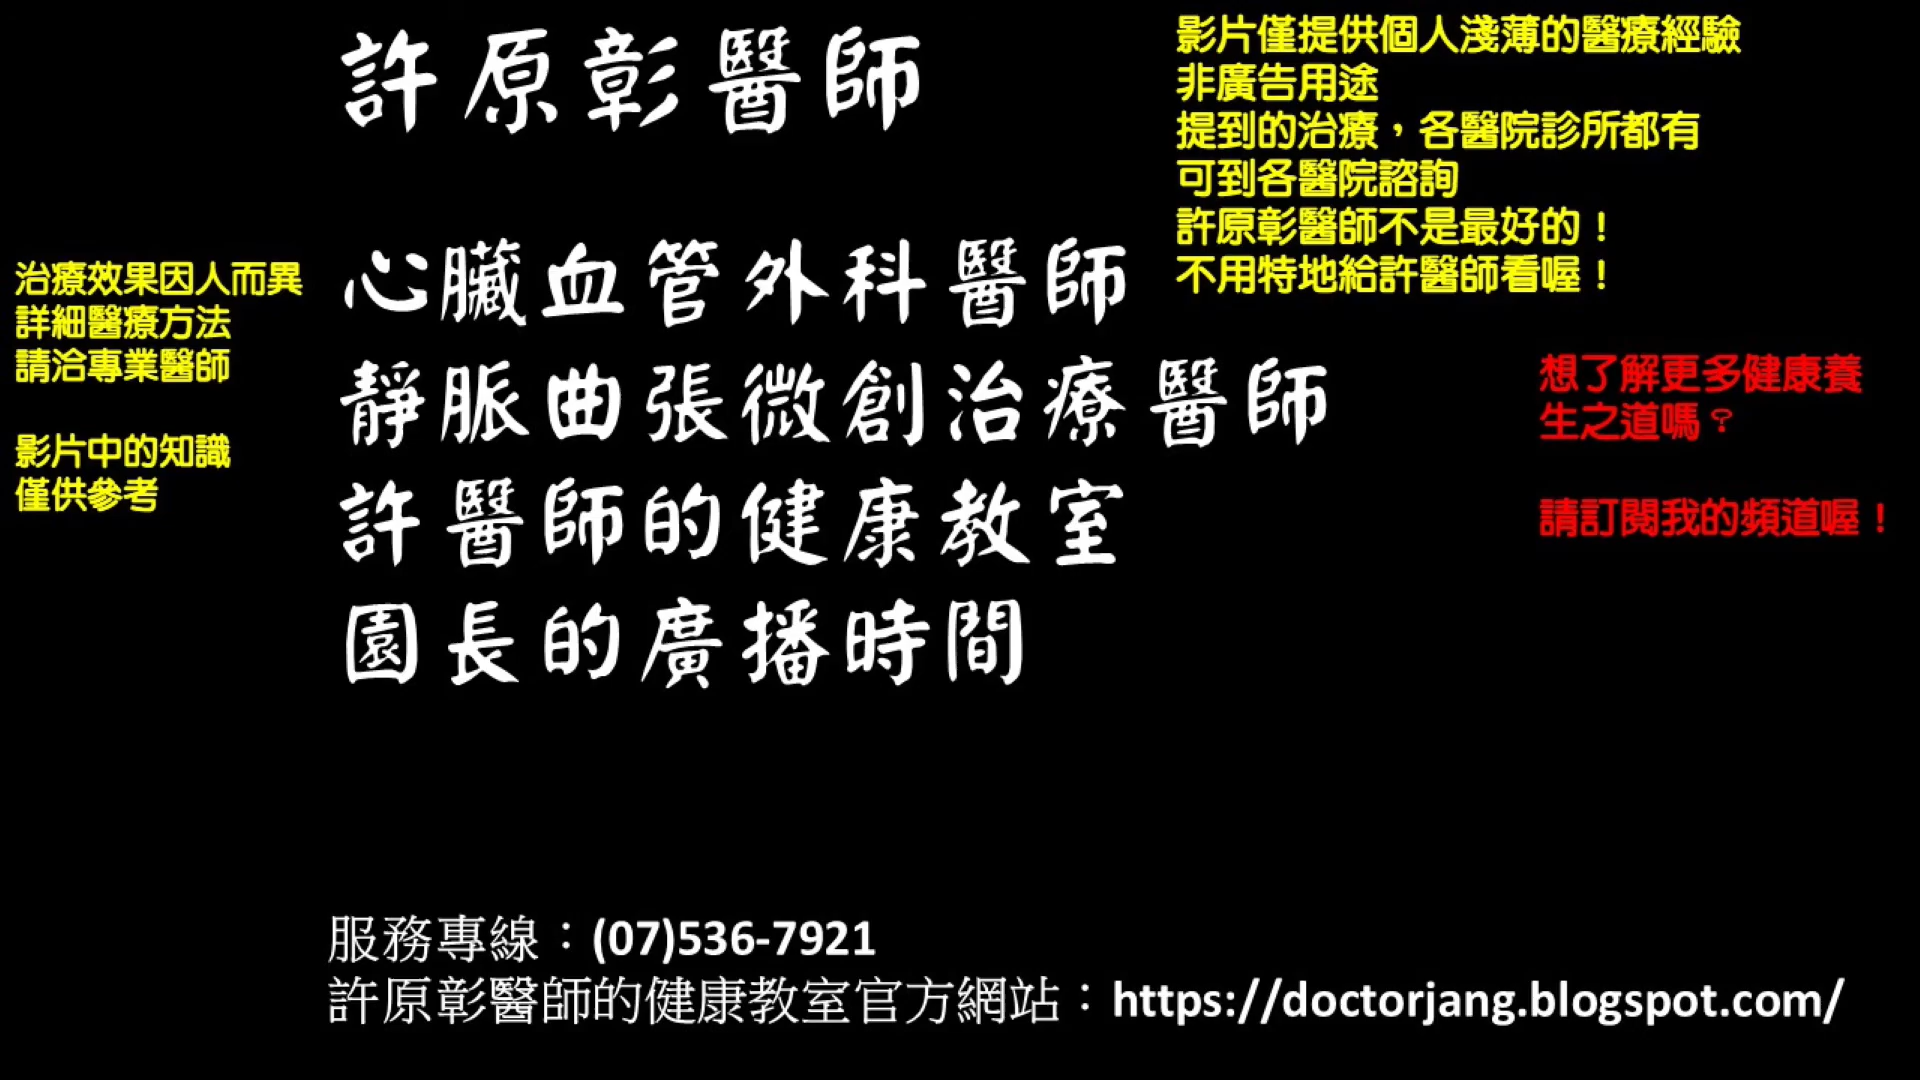 許原彰醫師
心臟血管外科醫師
靜脈曲張微創治療醫師
許醫師的健康教室
園長的廣播時間
影片僅提供個人淺薄的醫療經驗
非廣告用途
提到的治療，各醫院診所都有
可到各醫院諮詢
許原彰醫師不是最好的！
不用特地給許醫師看喔！
治療效果因人而異
詳細醫療方法
請洽專業醫師
影片中的知識
僅供參考
想了解更多健康養
生之道嗎？
請訂閱我的頻道喔！
服務專線：(07)536-7921
許原彰醫師的健康教室官方網站：https://doctorjang.blogspot.com/